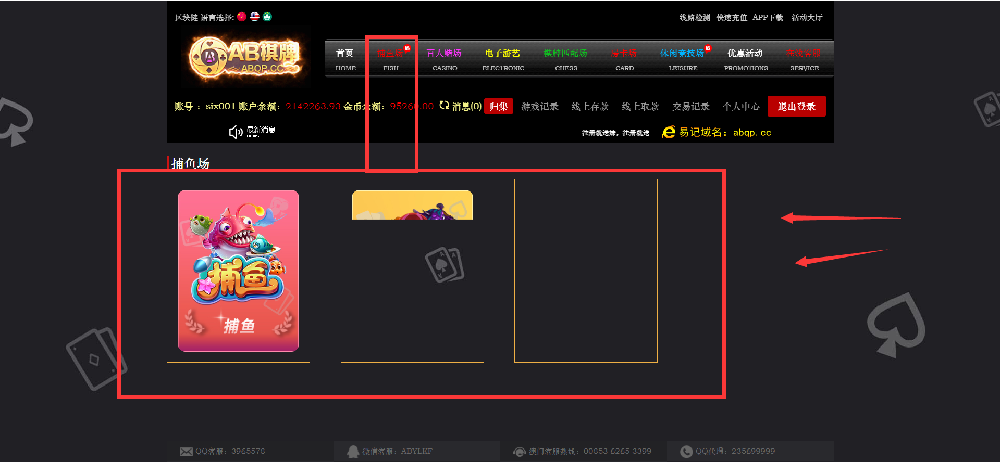 区块链 语言选择:
线路检测 快速充值 APP下载 活动大厅
AB棋牌
ABQP.CC
首页 捕鱼场 热 百人赌场 电子游艺 棋牌匹配场 房卡场 休闲竞技场 热 优惠活动 在线客服
HOME FISH CASINO ELECTRONIC CHESS CARD LEISURE PROMOTIONS SERVICE
账号 : six001 账户余额: 2142263.93 金币余额: 95260.00 消息(0) 归集 游戏记录 线上存款 线上取款 交易记录 个人中心 退出登录
最新消息
NEWS
注册就送妹，注册就送
易记域名: abqp.cc
捕鱼场
捕鱼
捕鱼
QQ客服: 3965578
微信客服: ABYLKF
澳门客服热线: 00853 6265 3399
QQ代理: 235699999